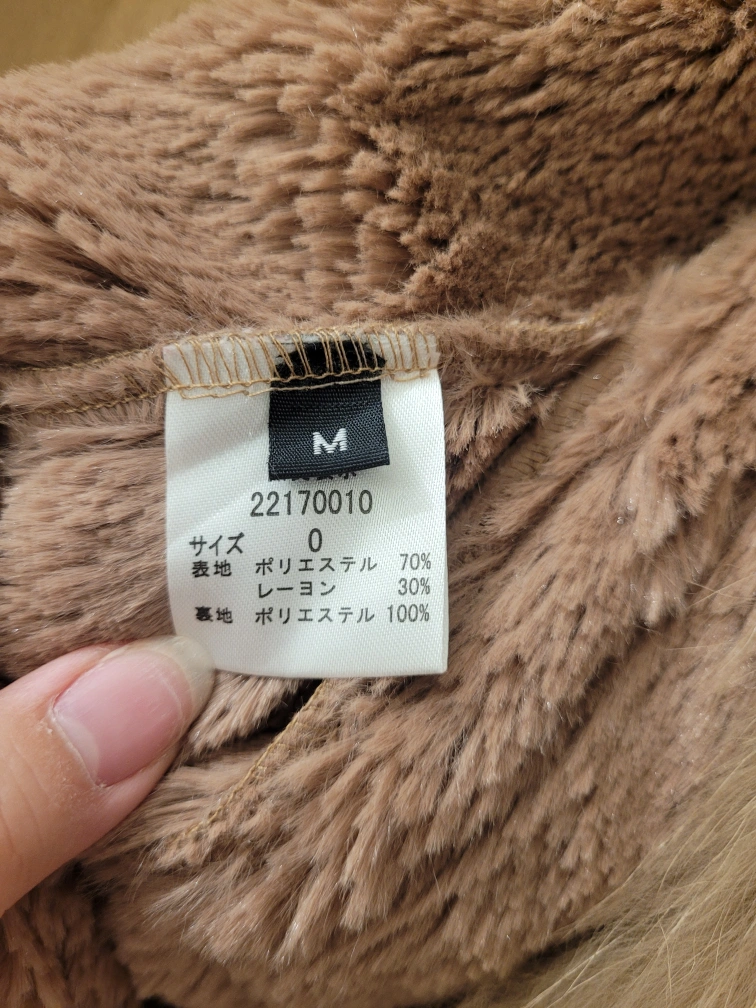 M
22170010
サイズ 0
表地 ポリエステル 70%
レーヨン 30%
裏地 ポリエステル 100%